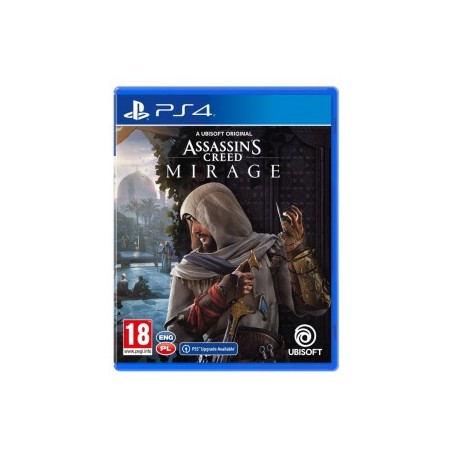 PS4
A UBISOFT ORIGINAL
ASSASSIN'S
CREED
MIRAGE
18
www.pegi.info
ENG
PL
PS5 Upgrade Available
UBISOFT